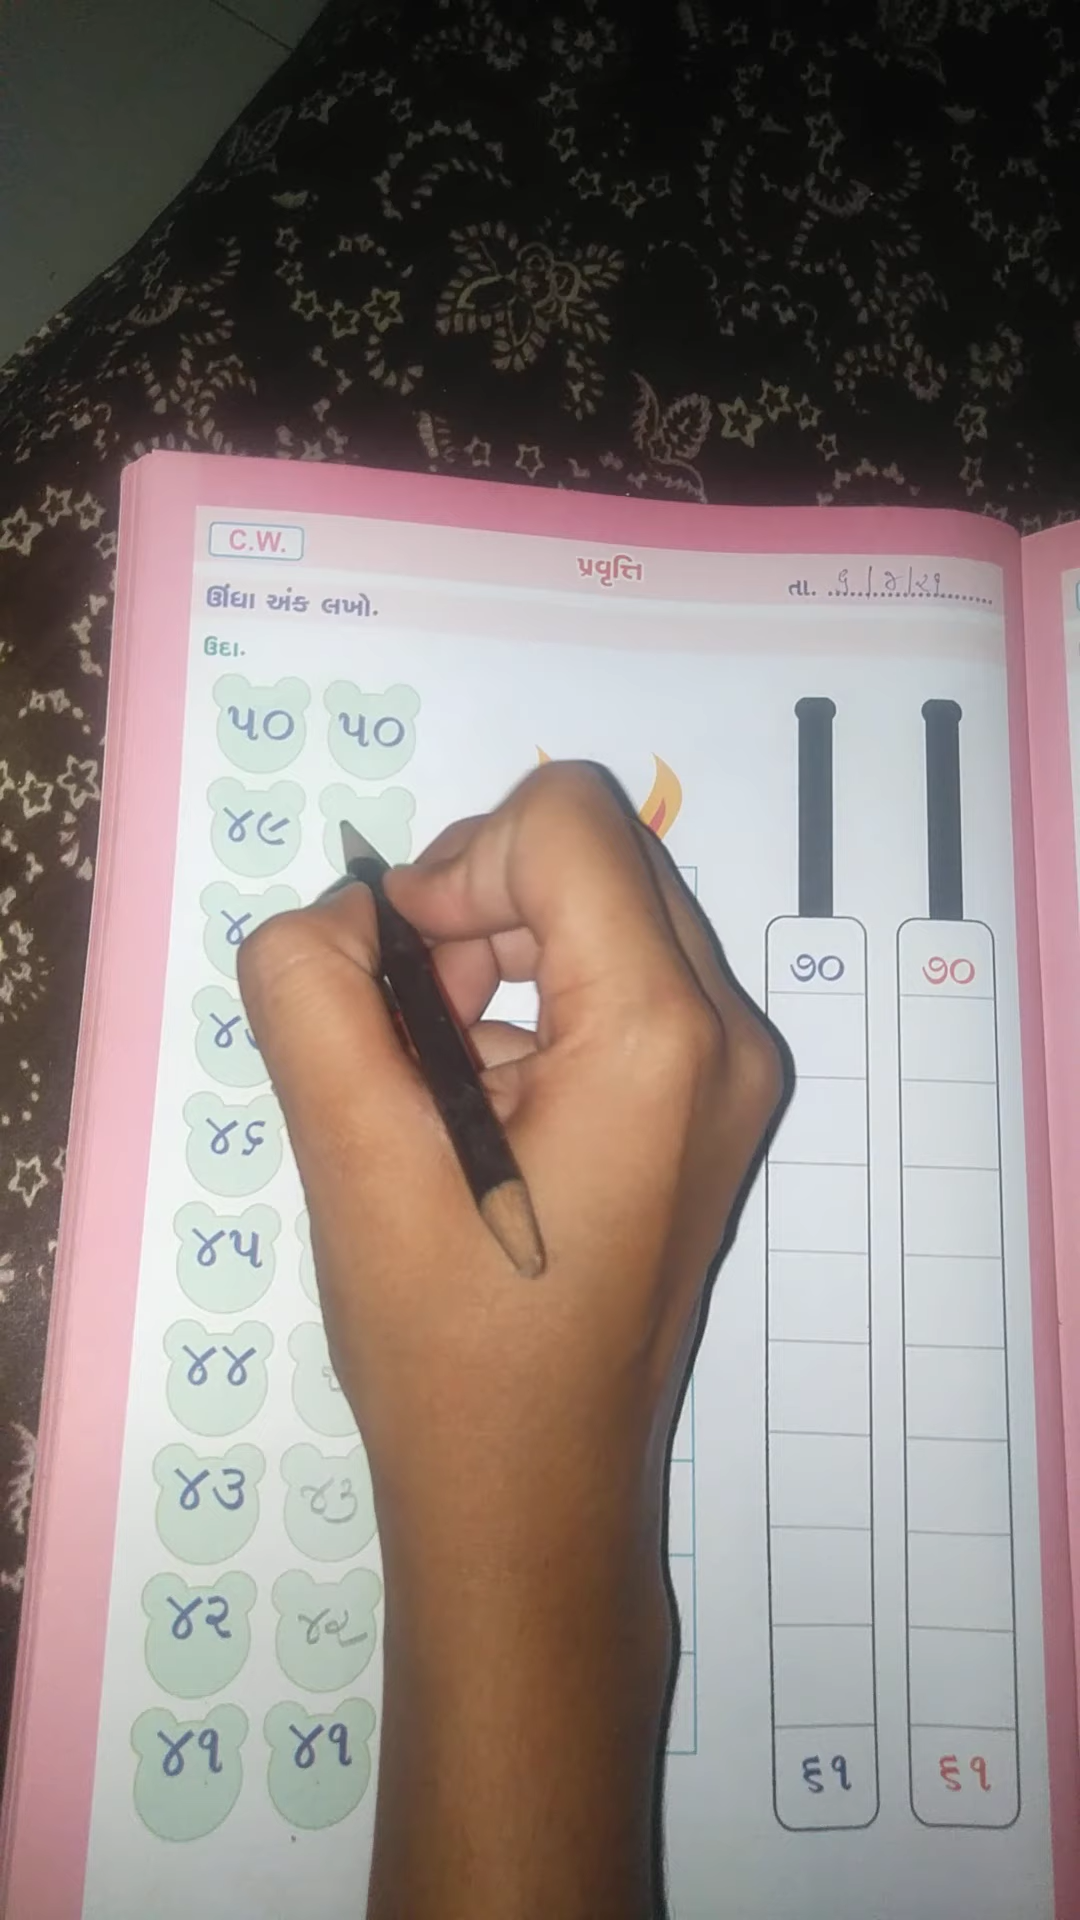 C.W.
પ્રવૃત્તિ
તા. ૬/૪/૨૧
ઊંધા અંક લખો.
ઉદા.
૫૦ ૫૦
૪૯
૭૦ ૭૦
૪૬
૪૫
૪૪
૪૩ ૪૩
૪૨ ૪૨
૪૧ ૪૧
૬૧ ૬૧